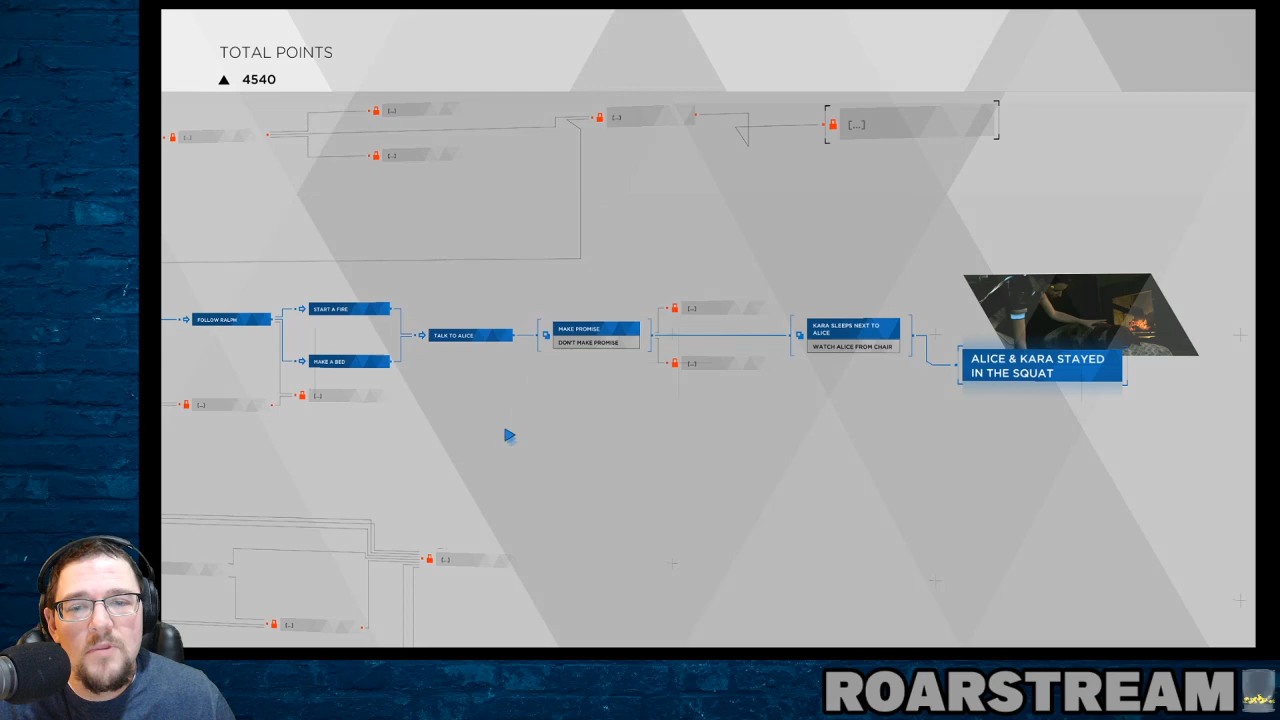 TOTAL POINTS
4540
[...]
[...]
[...]
[...]
[...]
FOLLOW RALPH
START A FIRE
MAKE A BED
[...]
[...]
TALK TO ALICE
MAKE PROMISE
DON'T MAKE PROMISE
[...]
[...]
KARA SLEEPS NEXT TO
ALICE
WATCH ALICE FROM CHAIR
ALICE & KARA STAYED
IN THE SQUAT
[...]
[...]
ROARSTREAM